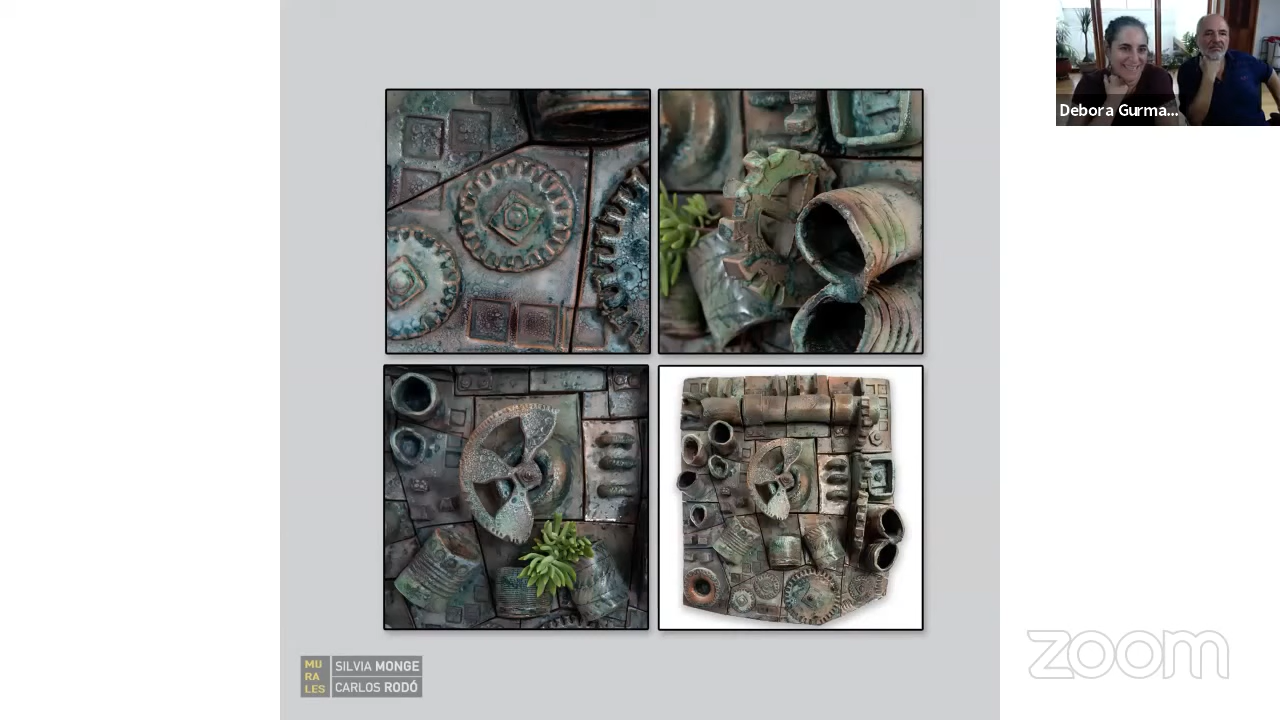 Debora Gurma...
MU
RA
LES
SILVIA MONGE
CARLOS RODÓ
zoom